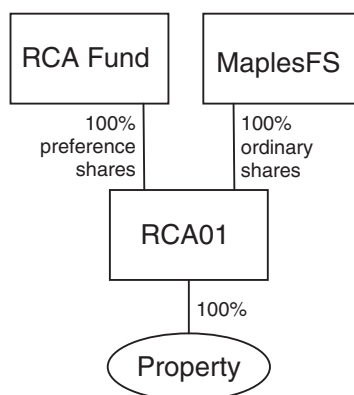 RCA Fund
MaplesFS
100%
preference
shares
100%
ordinary
shares
RCA01
100%
Property